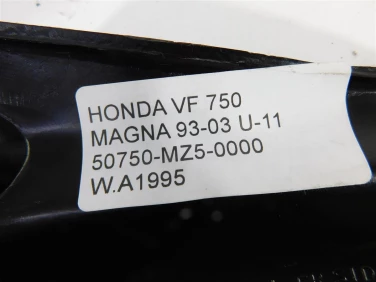 HONDA VF 750
MAGNA 93-03 U-11
50750-MZ5-0000
W.A1995